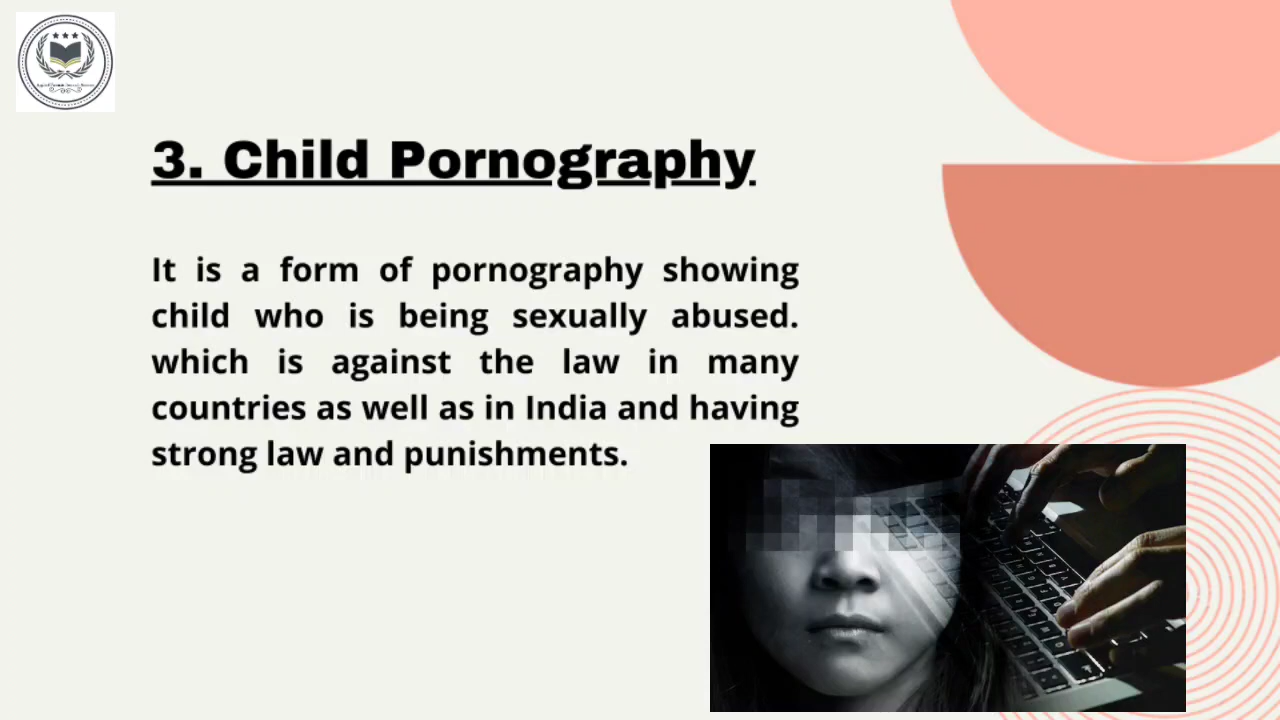 3. Child Pornography
It is a form of pornography showing
child who is being sexually abused.
which is against the law in many
countries as well as in India and having
strong law and punishments.